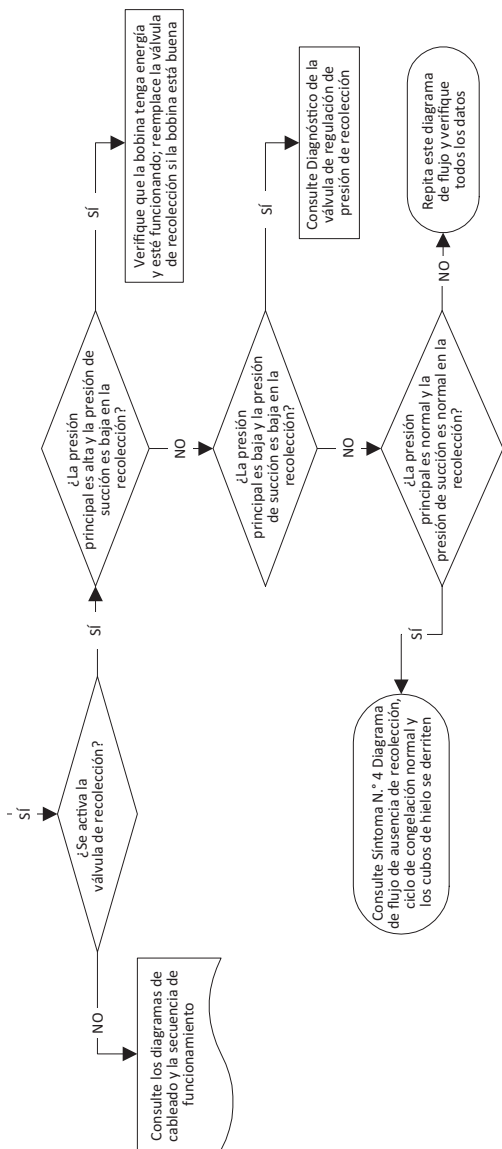 SÍ
¿Se activa la
válvula de recolección?
NO
Consulte los diagramas de
cableado y la secuencia de
funcionamiento
SÍ
¿La presión
principal es alta y la presión de
succión es baja en la
recolección?
SÍ
Verifique que la bobina tenga energía
y esté funcionando; reemplace la válvula
de recolección si la bobina está buena
NO
¿La presión
principal es baja y la presión
de succión es baja en la
recolección?
SÍ
Consulte Diagnóstico de la
válvula de regulación de
presión de recolección
NO
¿La presión
principal es normal y la
presión de succión es normal en la
recolección?
SÍ
Consulte Síntoma N.° 4 Diagrama
de flujo de ausencia de recolección,
ciclo de congelación normal y
los cubos de hielo se derriten
NO
Repita este diagrama
de flujo y verifique
todos los datos